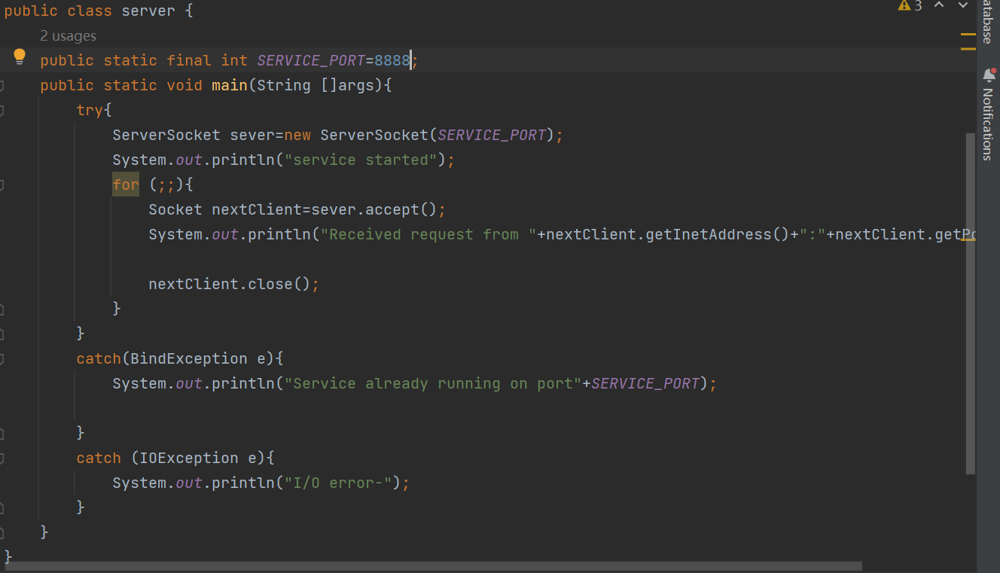 public class server {
2 usages
public static final int SERVICE_PORT=8888;
public static void main(String []args){
try{
ServerSocket sever=new ServerSocket(SERVICE_PORT);
System.out.println("service started");
for (;;){
Socket nextClient=sever.accept();
System.out.println("Received request from "+nextClient.getInetAddress()+":"+nextClient.
nextClient.close();
}
}
catch(BindException e){
System.out.println("Service already running on port"+SERVICE_PORT);
}
catch (IOException e){
System.out.println("I/O error-");
}
}
}
3
Notifications